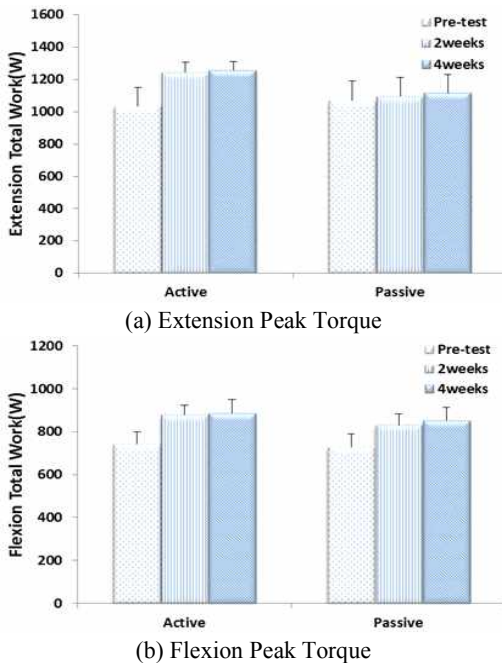 1600
1400
1200
1000
800
600
400
200
0
Extension Total Work(W)
Pre-test
2weeks
4weeks
Active Passive
(a) Extension Peak Torque
1200
1000
800
600
400
200
0
Flexion Total Work(W)
Pre-test
2weeks
4weeks
Active Passive
(b) Flexion Peak Torque